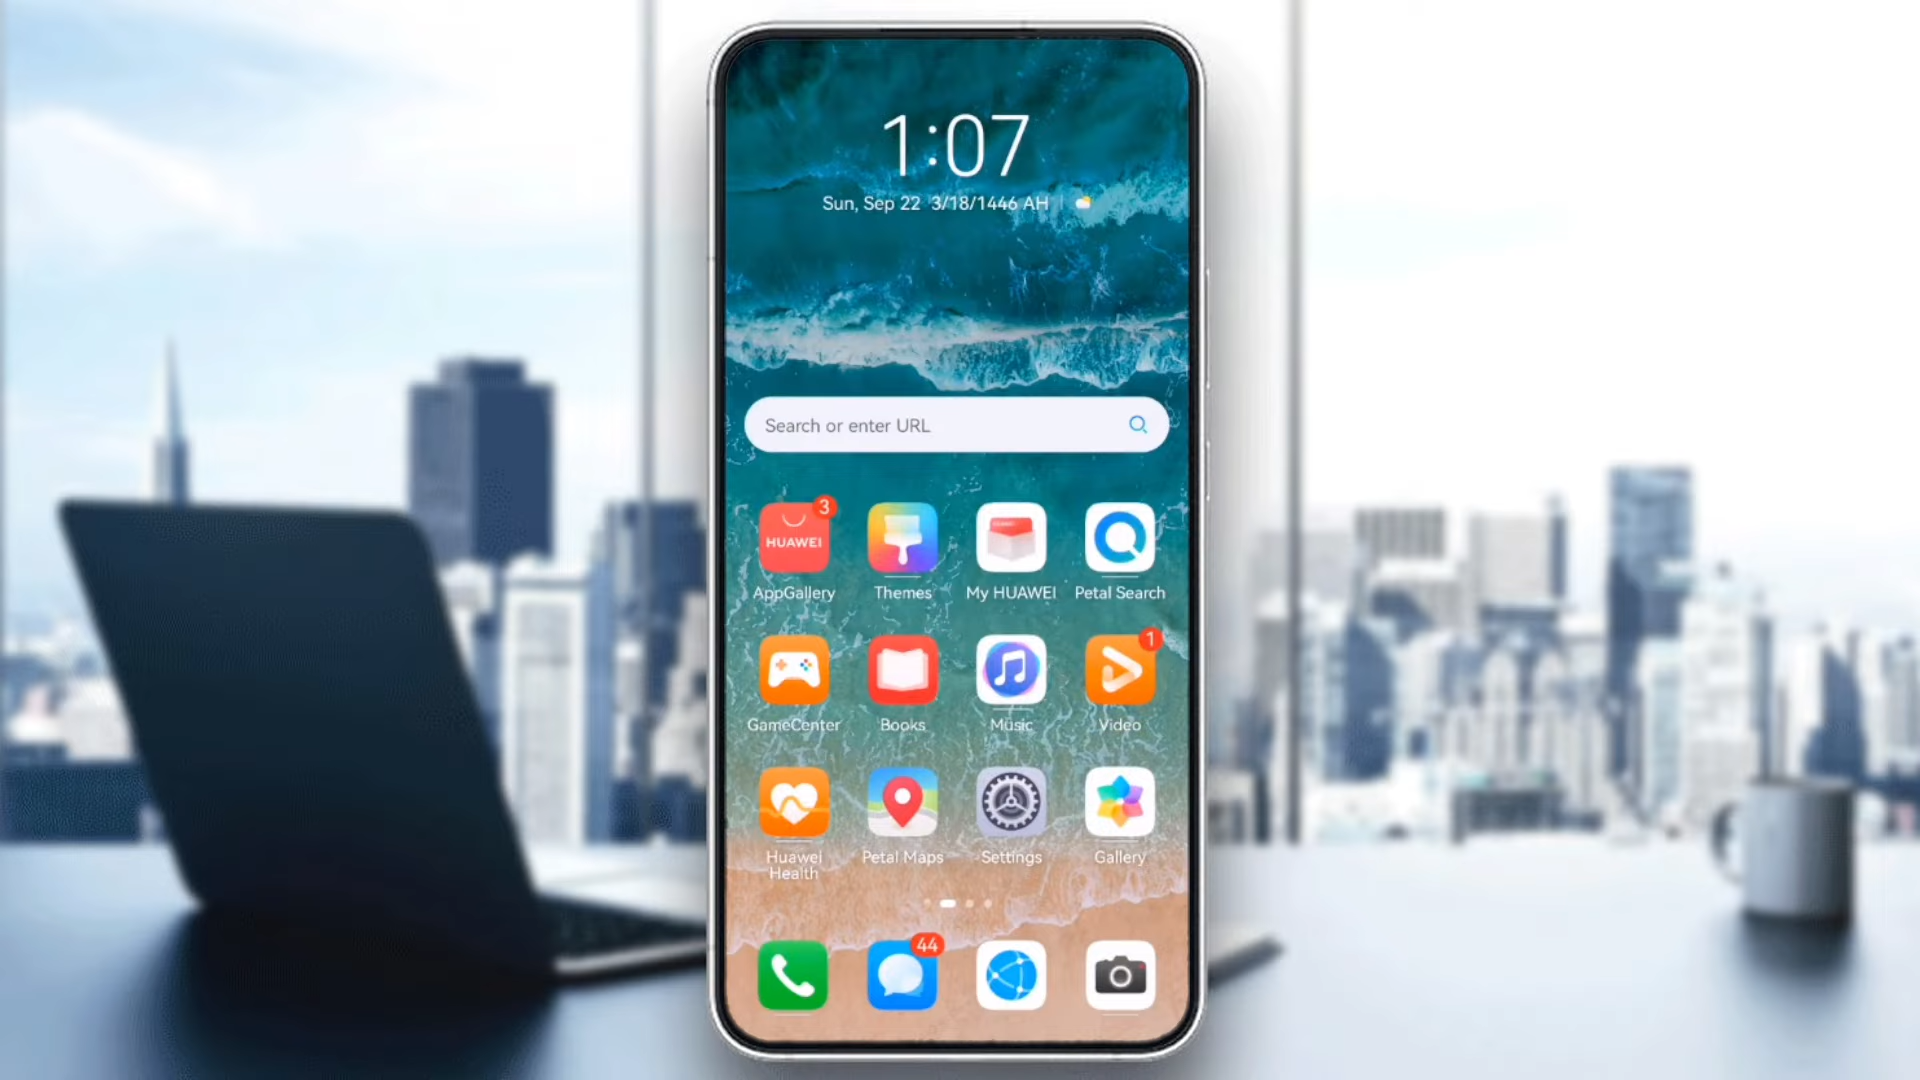 1:07
Sun, Sep 22 3/18/1446 AH
Search or enter URL
3
HUAWEI
AppGallery Themes My HUAWEI Petal Search
1
GameCenter Books Music Video
Huawei Health Petal Maps Settings Gallery
44